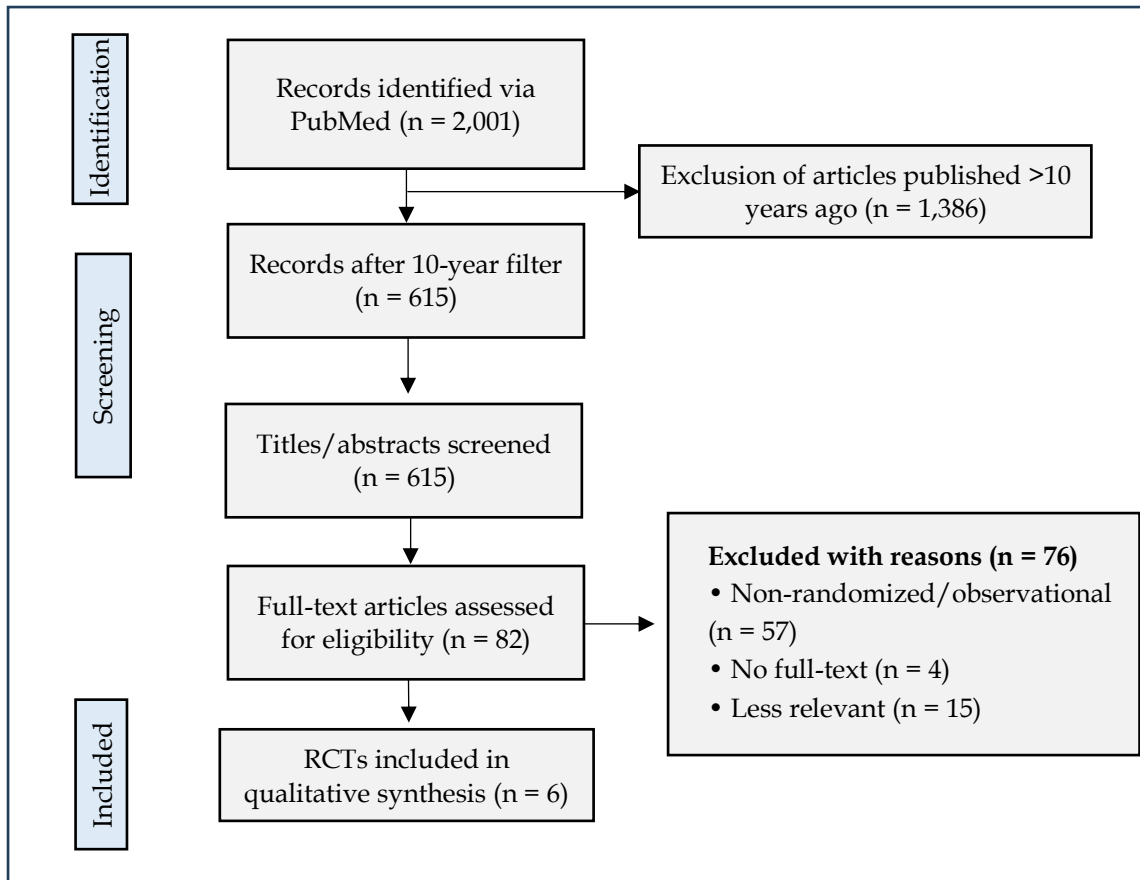 Identification
Records identified via
PubMed (n = 2,001)
Exclusion of articles published >10
years ago (n = 1,386)
Screening
Records after 10-year filter
(n = 615)
Titles/abstracts screened
(n = 615)
Full-text articles assessed
for eligibility (n = 82)
Excluded with reasons (n = 76)
• Non-randomized/observational
(n = 57)
• No full-text (n = 4)
• Less relevant (n = 15)
Included
RCTs included in
qualitative synthesis (n = 6)